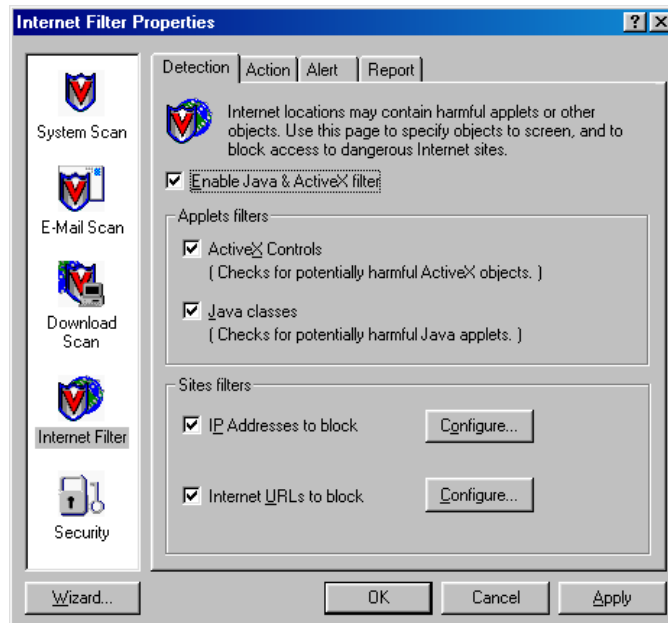 Internet Filter Properties
System Scan
E-Mail Scan
Download
Scan
Internet Filter
Security
Detection Action Alert Report
Internet locations may contain harmful applets or other
objects. Use this page to specify objects to screen, and to
block access to dangerous Internet sites.
Enable Java & ActiveX filter
Applets filters
ActiveX Controls
( Checks for potentially harmful ActiveX objects. )
Java classes
( Checks for potentially harmful Java applets. )
Sites filters
IP Addresses to block Configure...
Internet URLs to block Configure...
Wizard... OK Cancel Apply